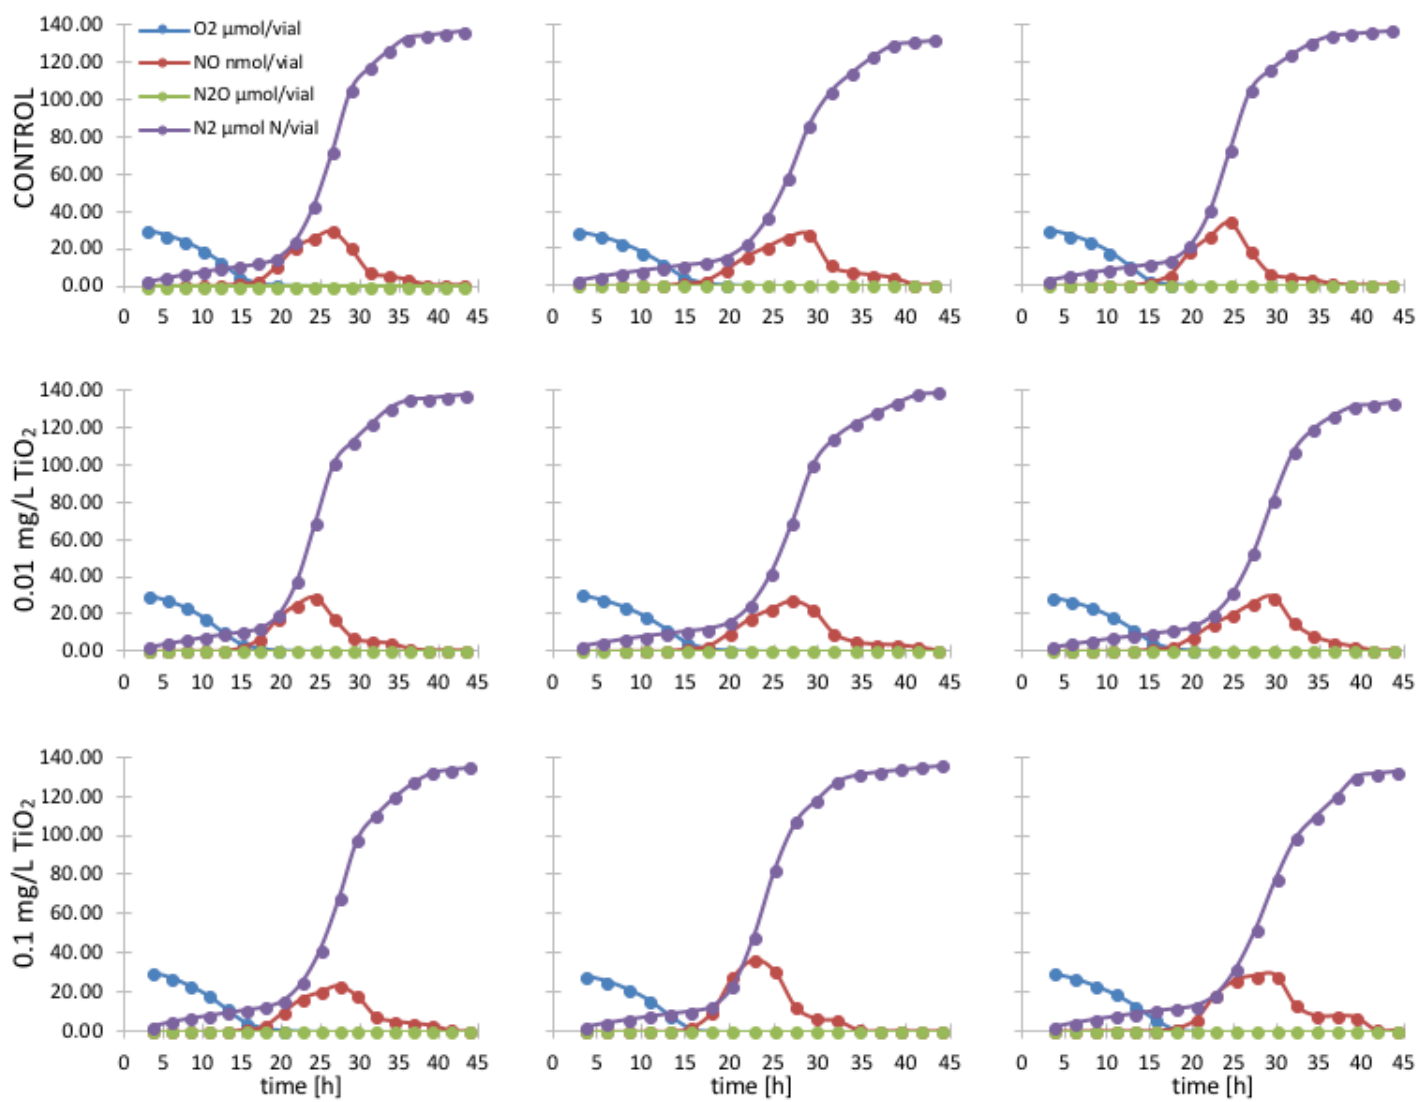 CONTROL
140.00
120.00
100.00
80.00
60.00
40.00
20.00
0.00
O2 µmol/vial
NO nmol/vial
N2O µmol/vial
N2 µmol N/vial
0 5 10 15 20 25 30 35 40 45
0 5 10 15 20 25 30 35 40 45
0 5 10 15 20 25 30 35 40 45
0.01 mg/L TiO₂
140.00
120.00
100.00
80.00
60.00
40.00
20.00
0.00
0 5 10 15 20 25 30 35 40 45
0 5 10 15 20 25 30 35 40 45
0 5 10 15 20 25 30 35 40 45
0.1 mg/L TiO₂
140.00
120.00
100.00
80.00
60.00
40.00
20.00
0.00
0 5 10 15 20 25 30 35 40 45
0 5 10 15 20 25 30 35 40 45
0 5 10 15 20 25 30 35 40 45
time [h]
time [h]
time [h]